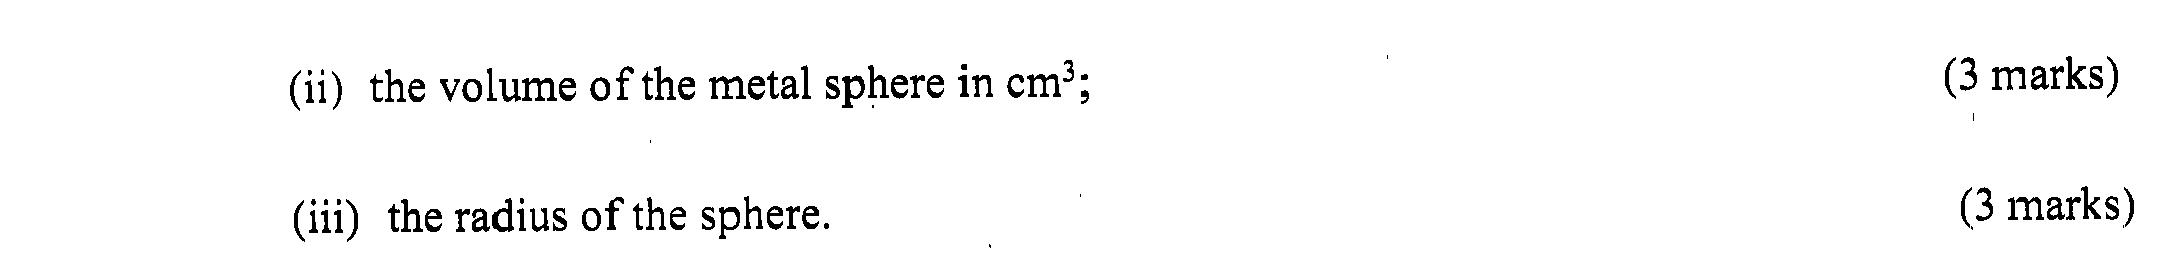 (ii) the volume of the metal sphere in cm³; (3 marks)
(iii) the radius of the sphere. (3 marks)